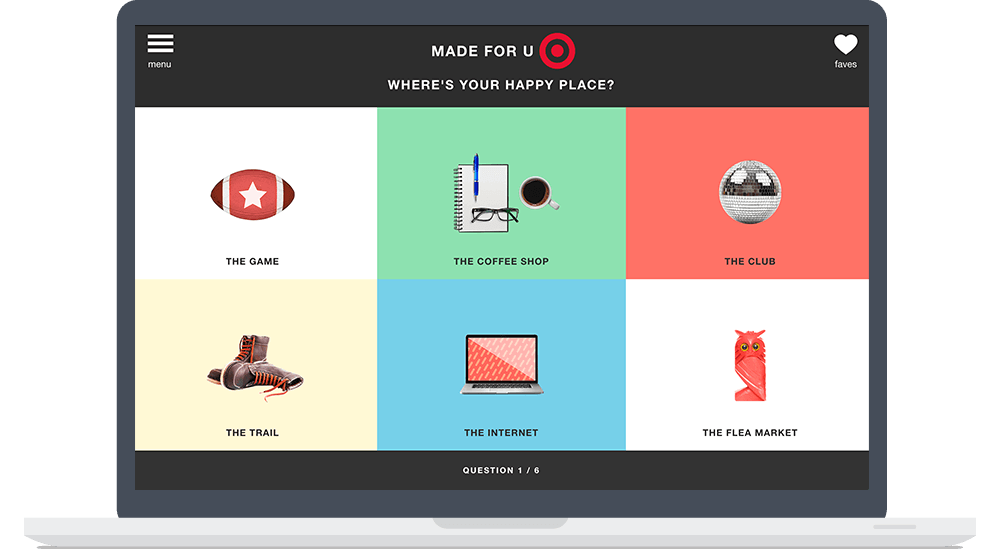 MADE FOR U
menu
faves
WHERE'S YOUR HAPPY PLACE?
THE GAME
THE COFFEE SHOP
THE CLUB
THE TRAIL
THE INTERNET
THE FLEA MARKET
QUESTION 1 / 6